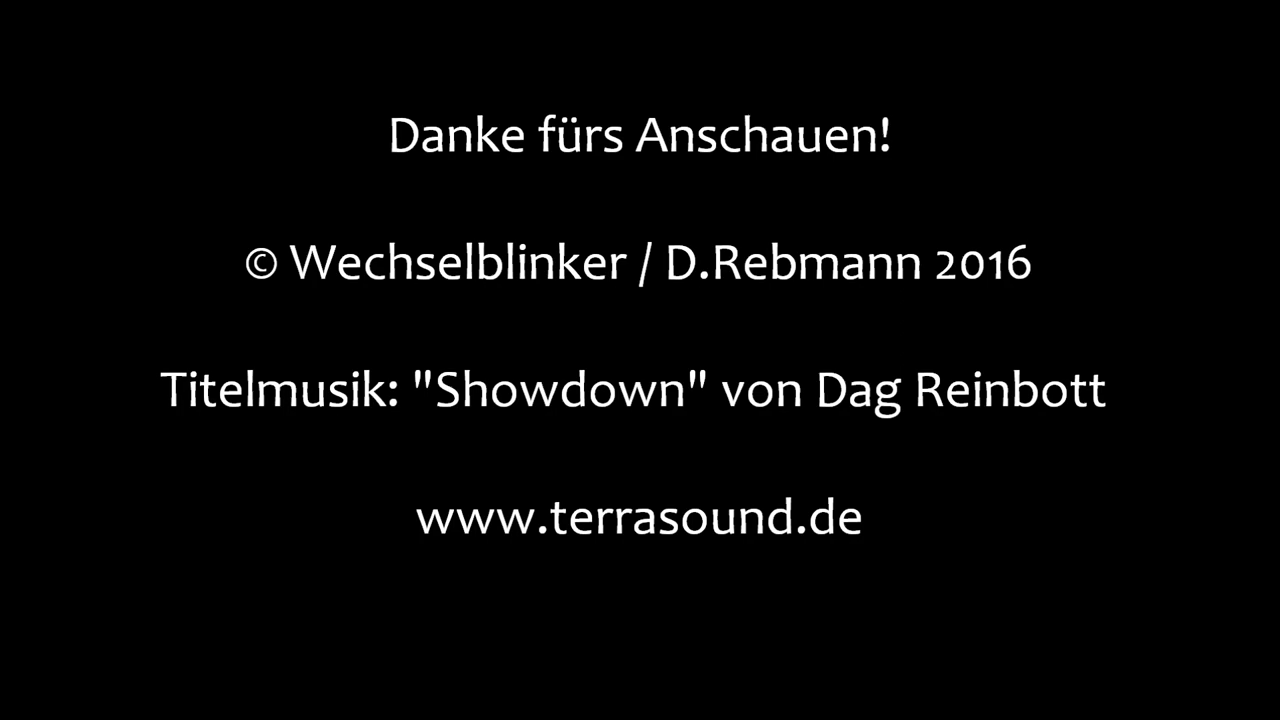 Danke fürs Anschauen!
© Wechselblinker / D.Rebmann 2016
Titelmusik: "Showdown" von Dag Reinbott
www.terrasound.de